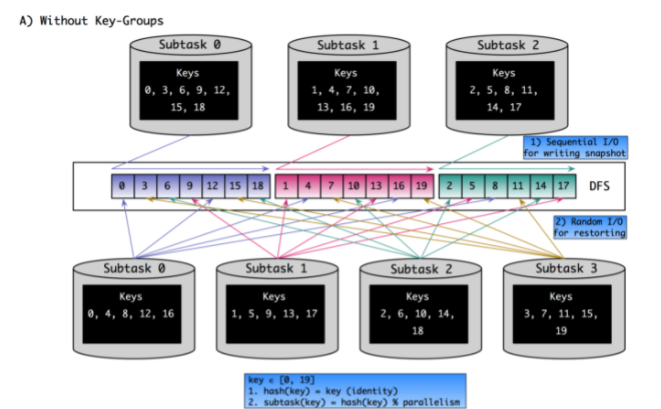 A) Without Key-Groups
Subtask 0
Subtask 1
Subtask 2
Keys
0, 3, 6, 9, 12,
15, 18
Keys
1, 4, 7, 10,
13, 16, 19
Keys
2, 5, 8, 11,
14, 17
1) Sequential I/O
for writing snapshot
0 3 6 9 12 15 18 1 4 7 10 13 16 19 2 5 8 11 14 17 DFS
2) Random I/O
for restorting
Subtask 0
Subtask 1
Subtask 2
Subtask 3
Keys
0, 4, 8, 12, 16
Keys
1, 5, 9, 13, 17
Keys
2, 6, 10, 14,
18
Keys
3, 7, 11, 15,
19
key ∈ [0, 19]
1. hash(key) = key (identity)
2. subtask(key) = hash(key) % parallelism